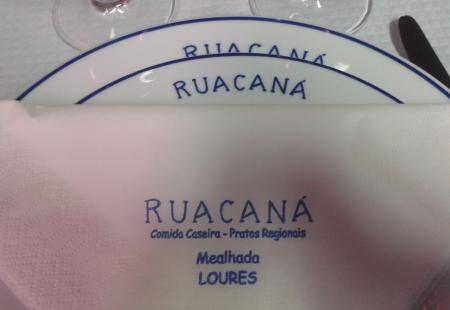 RUACANÁ
RUACANÁ
RUACANÁ
Comida Caseira - Pratos Regionais
Mealhada
LOURES